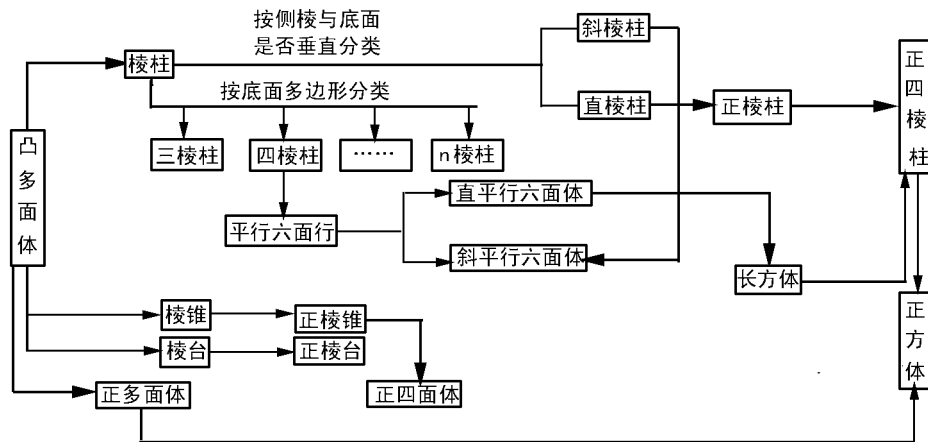 按侧棱与底面
是否垂直分类
斜棱柱
棱柱
按底面多边形分类
直棱柱
正棱柱
正四棱柱
三棱柱
四棱柱
……
n棱柱
凸多面体
平行六面行
直平行六面体
斜平行六面体
长方体
棱锥
正棱锥
棱台
正棱台
正方体
正多面体
正四面体